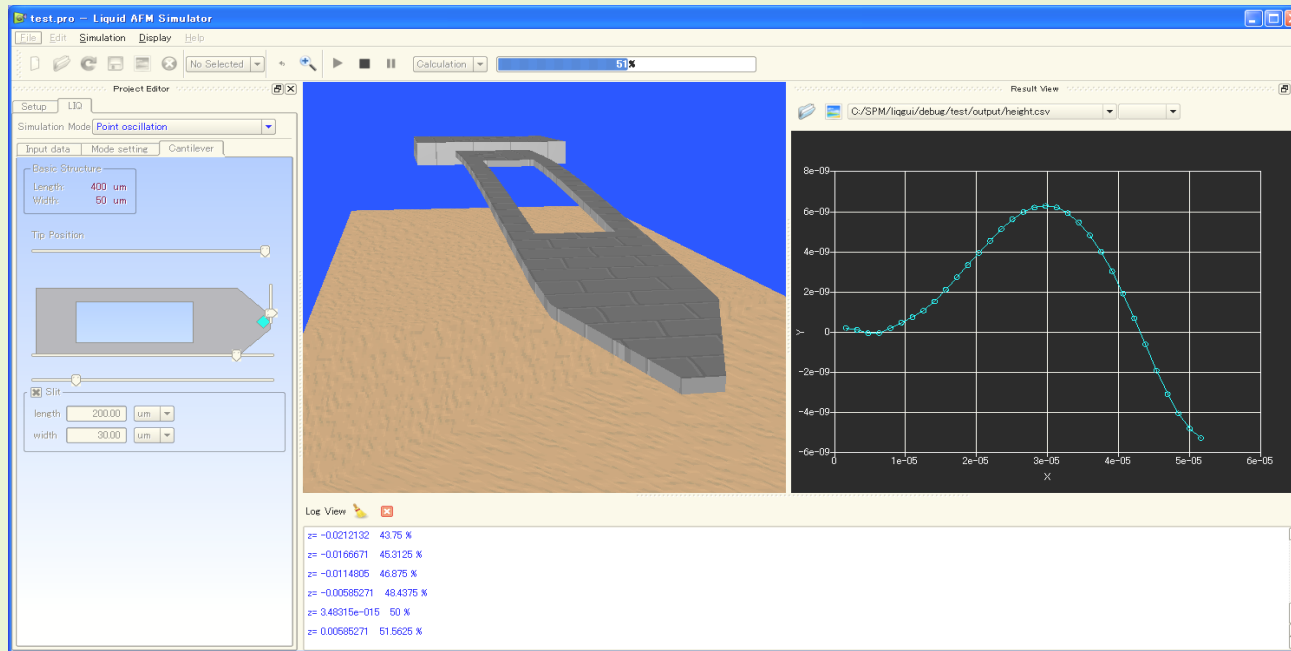 test.pro - Liquid AFM Simulator
File Edit Simulation Display Help
No Selected Calculation 51%
Project Editor
Setup LIQ
Simulation Mode Point oscillation
Input data Mode setting Cantilever
Basic Structure
Length: 400 um
Width: 50 um
Tip Position
Slit
length 200.00 um
width 30.00 um
Result View
C:/SPM/liqgui/debug/test/output/height.csv
8e-09
6e-09
4e-09
2e-09
Y 0
-2e-09
-4e-09
-6e-09
0 1e-05 2e-05 3e-05 4e-05 5e-05 6e-05
X
Log View
z= -0.0212132 43.75 %
z= -0.0166671 45.3125 %
z= -0.0114805 46.875 %
z= -0.00585271 48.4375 %
z= 3.48315e-015 50 %
z= 0.00585271 51.5625 %